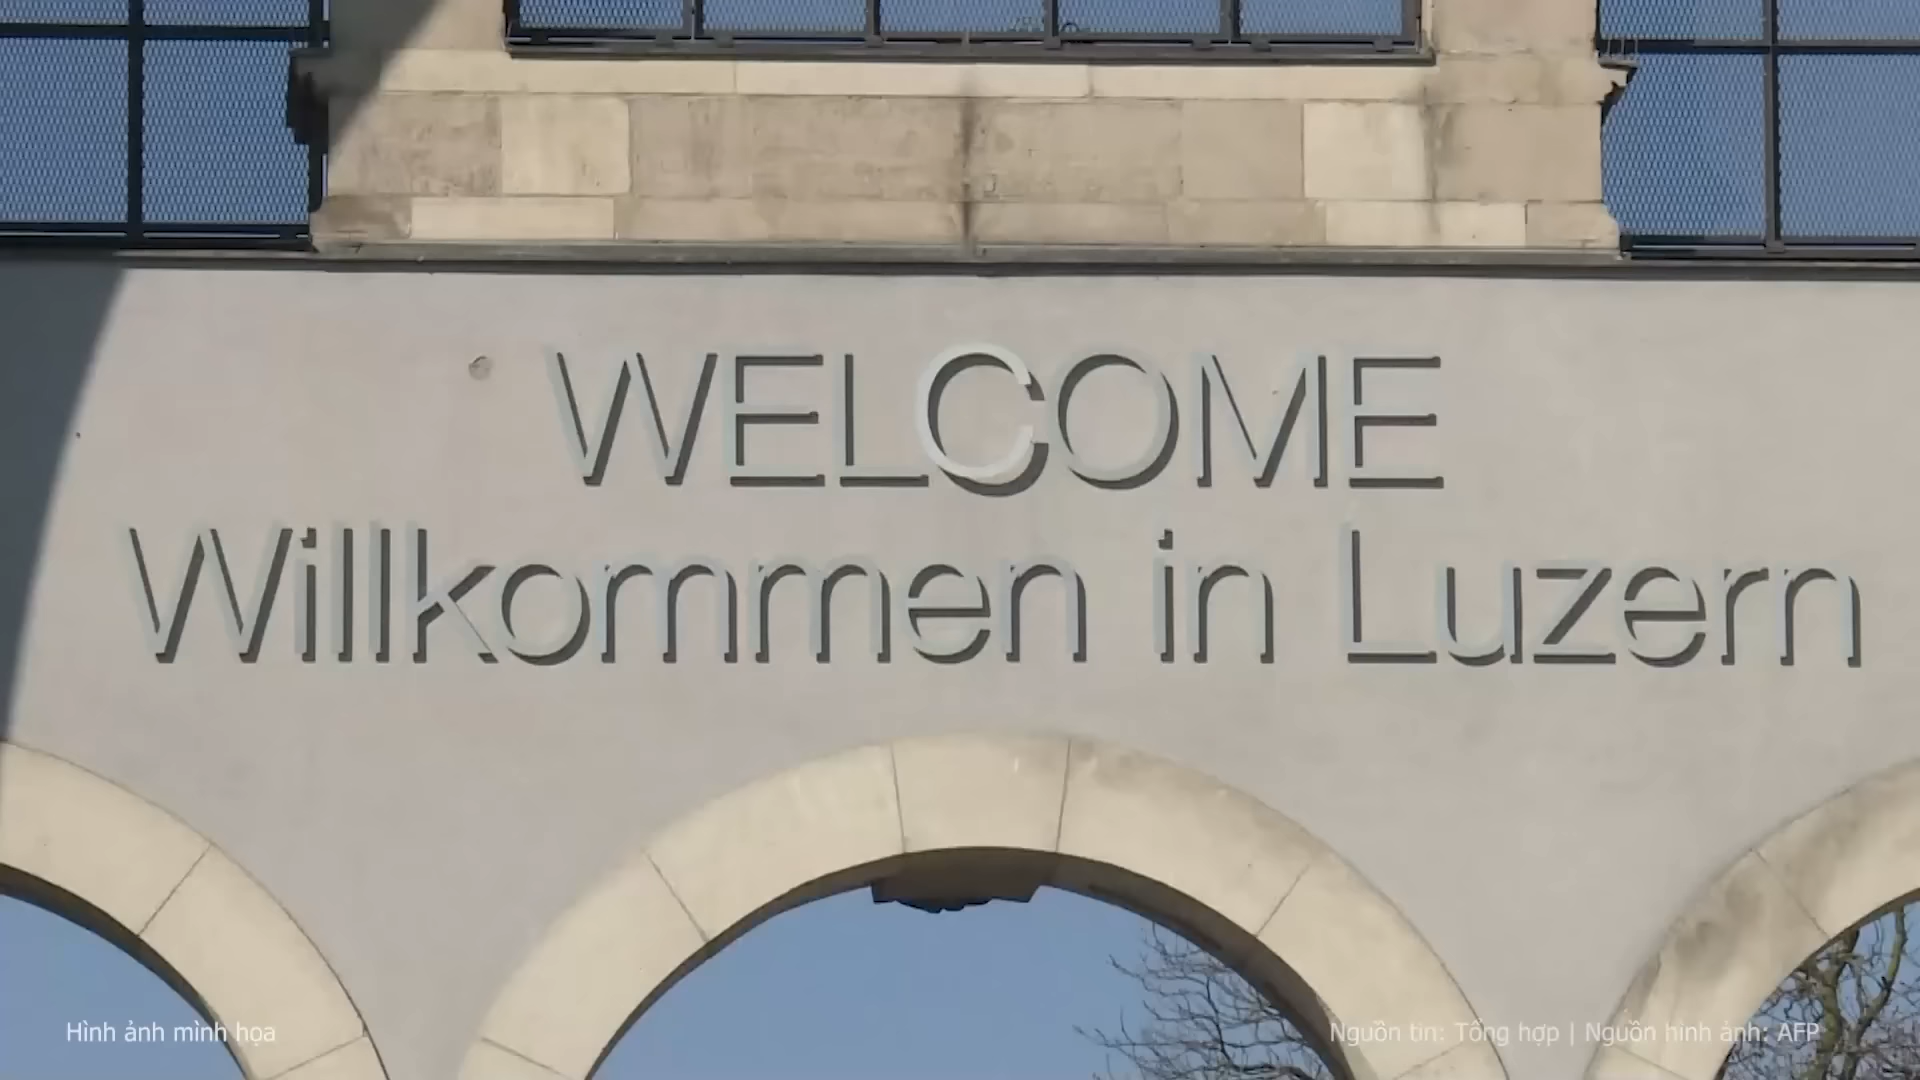 WELCOME
Willkommen in Luzern
Hình ảnh minh họa
Nguồn tin: Tổng hợp | Nguồn hình ảnh: AFP